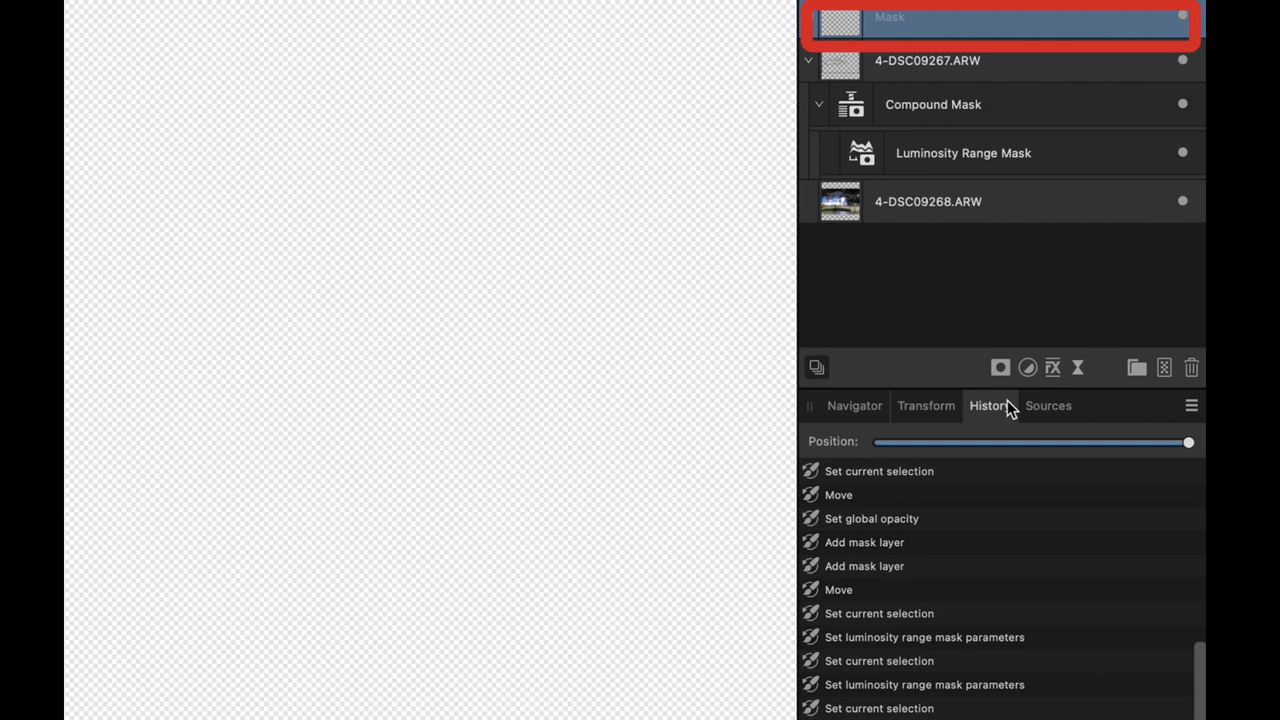 Mask
4-DSC09267.ARW
Compound Mask
Luminosity Range Mask
4-DSC09268.ARW
FX
Navigator Transform History Sources
Position:
Set current selection
Move
Set global opacity
Add mask layer
Add mask layer
Move
Set current selection
Set luminosity range mask parameters
Set current selection
Set luminosity range mask parameters
Set current selection